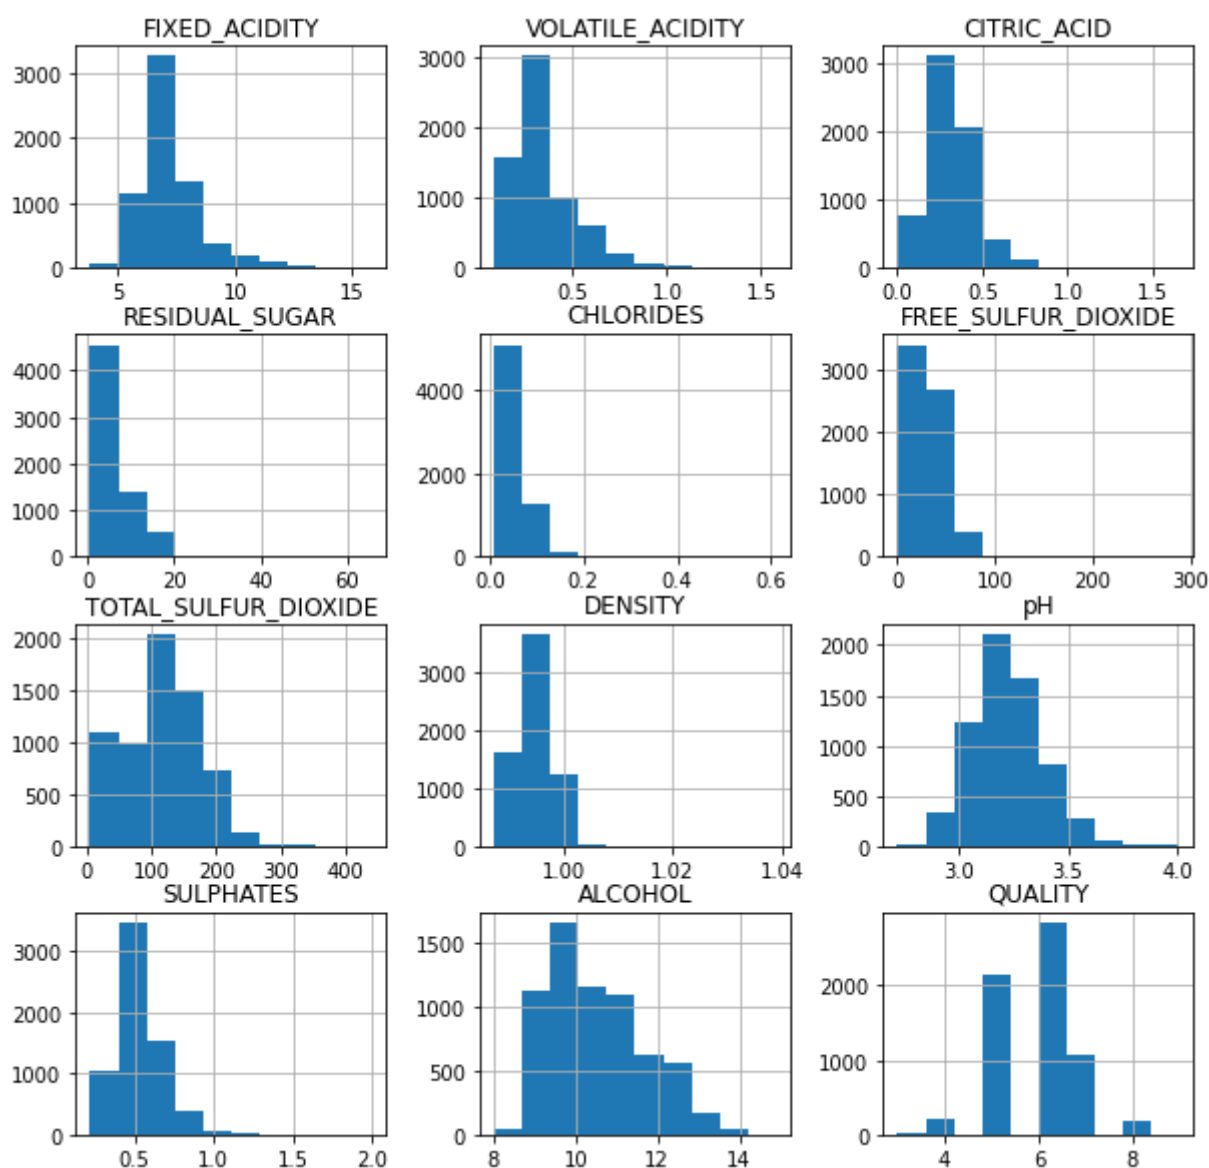 FIXED_ACIDITY
3000
2000
1000
0
5 10 15
VOLATILE_ACIDITY
3000
2000
1000
0
0.5 1.0 1.5
CITRIC_ACID
3000
2000
1000
0
0.0 0.5 1.0 1.5
RESIDUAL_SUGAR
4000
3000
2000
1000
0
0 20 40 60
CHLORIDES
4000
2000
0
0.0 0.2 0.4 0.6
FREE_SULFUR_DIOXIDE
3000
2000
1000
0
0 100 200 300
TOTAL_SULFUR_DIOXIDE
2000
1500
1000
500
0
0 100 200 300 400
DENSITY
3000
2000
1000
0
1.00 1.02 1.04
pH
2000
1500
1000
500
0
3.0 3.5 4.0
SULPHATES
3000
2000
1000
0
0.5 1.0 1.5 2.0
ALCOHOL
1500
1000
500
0
8 10 12 14
QUALITY
2000
1000
0
4 6 8